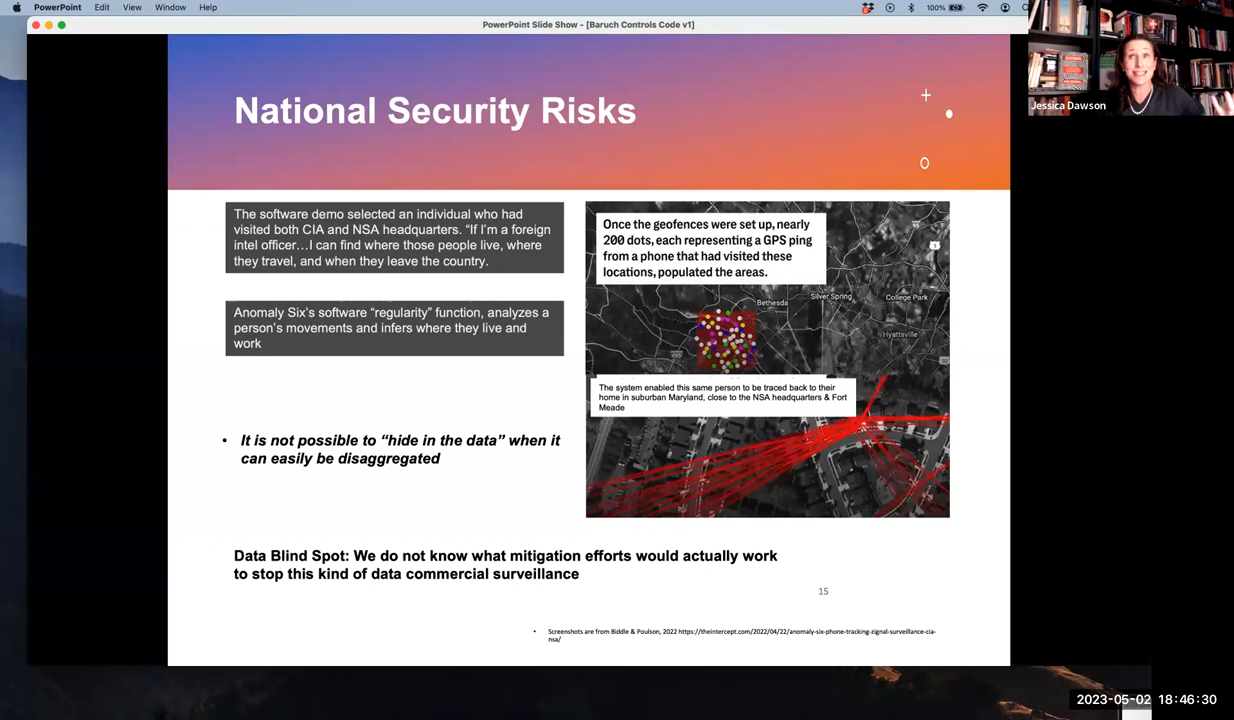 PowerPoint Edit View Window Help
100%
PowerPoint Slide Show - [Baruch Controls Code v1]
Jessica Dawson
National Security Risks
The software demo selected an individual who had
visited both CIA and NSA headquarters. “If I’m a foreign
intel officer…I can find where those people live, where
they travel, and when they leave the country.
Anomaly Six’s software “regularity” function, analyzes a
person’s movements and infers where they live and
work
• It is not possible to “hide in the data” when it
can easily be disaggregated
Once the geofences were set up, nearly
200 dots, each representing a GPS ping
from a phone that had visited these
locations, populated the areas.
Bethesda
Silver Spring
College Park
Hyattsville
The system enabled this same person to be traced back to their
home in suburban Maryland, close to the NSA headquarters & Fort
Meade
Data Blind Spot: We do not know what mitigation efforts would actually work
to stop this kind of data commercial surveillance
15
• Screenshots are from Biddle & Poulson, 2022 https://theintercept.com/2022/04/22/anomaly-six-phone-tracking-zignal-surveillance-cia-
nsa/
2023-05-02 18:46:30